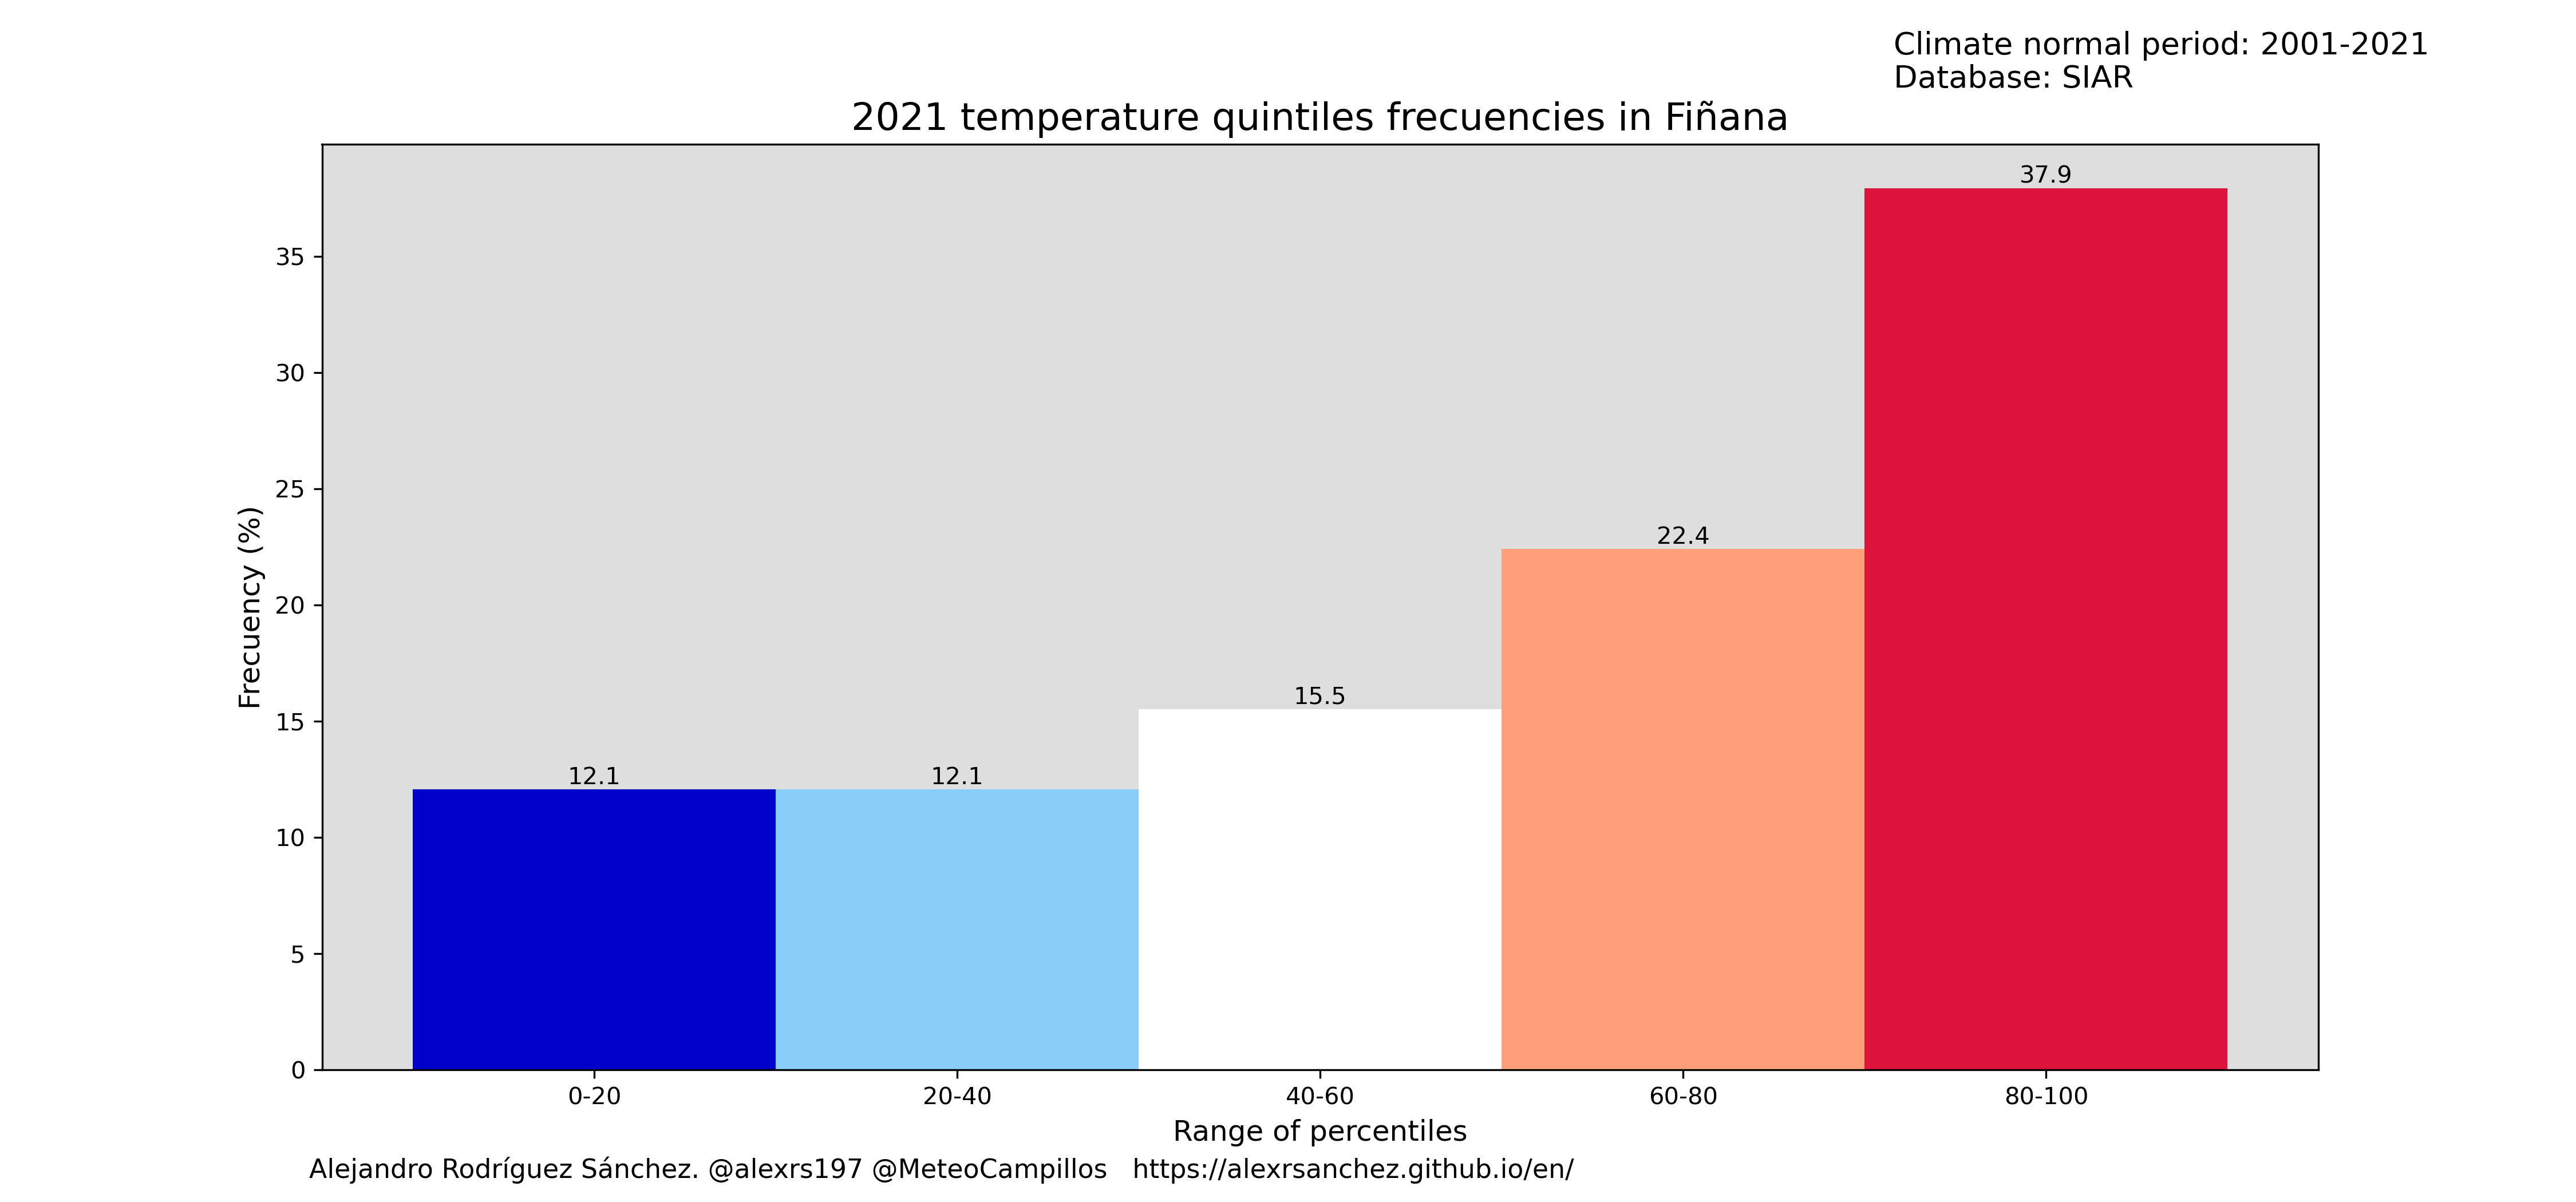 Climate normal period: 2001-2021
Database: SIAR
2021 temperature quintiles frecuencies in Fiñana
37.9
35
30
25
22.4
20
15.5
15
12.1 12.1
10
5
0
Frecuency (%)
0-20 20-40 40-60 60-80 80-100
Range of percentiles
Alejandro Rodríguez Sánchez. @alexrs197 @MeteoCampillos https://alexrsanchez.github.io/en/